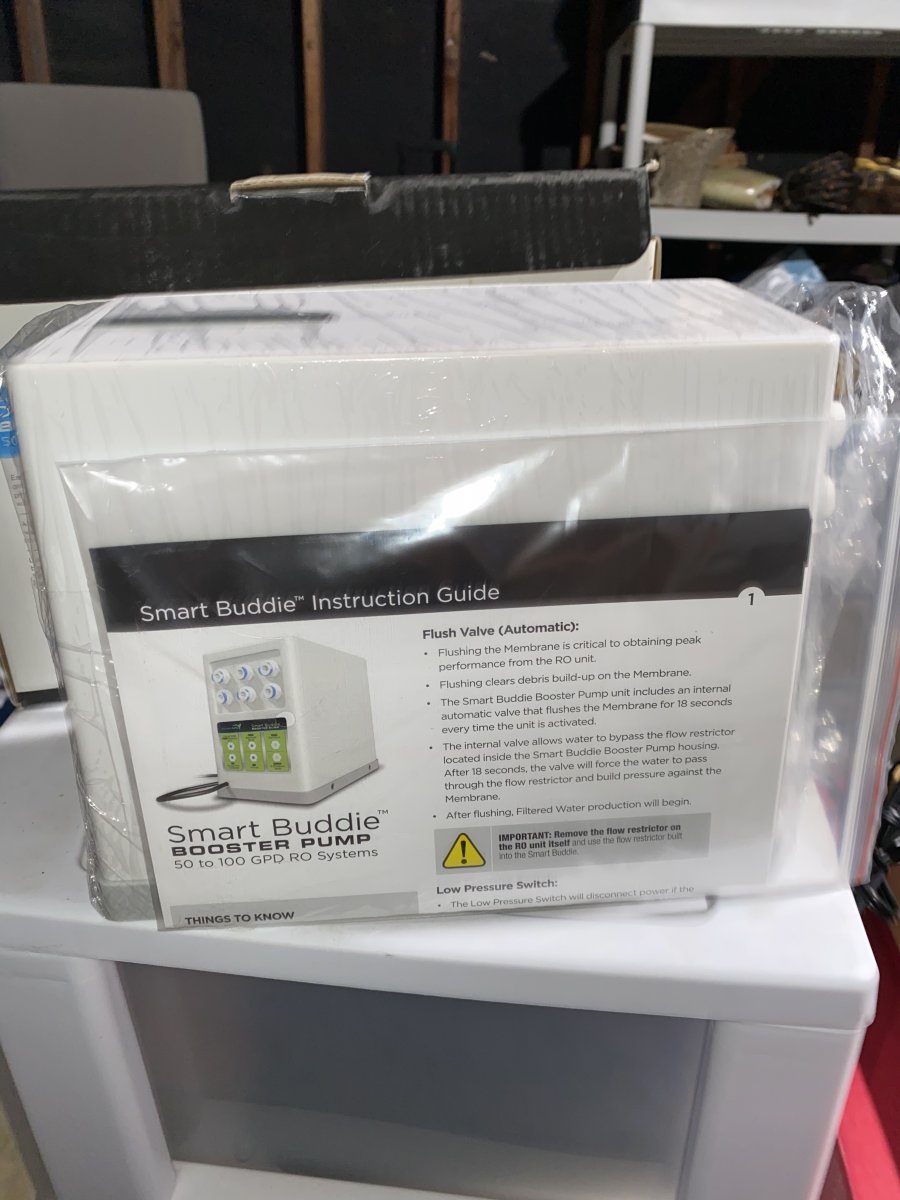 Smart Buddie™ Instruction Guide
1
Smart Buddie™
BOOSTER PUMP
50 to 100 GPD RO Systems
THINGS TO KNOW
Flush Valve (Automatic):
• Flushing the Membrane is critical to obtaining peak
performance from the RO unit.
• Flushing clears debris build-up on the Membrane.
• The Smart Buddie Booster Pump unit includes an internal
automatic valve that flushes the Membrane for 18 seconds
every time the unit is activated.
• The internal valve allows water to bypass the flow restrictor
located inside the Smart Buddie Booster Pump housing.
After 18 seconds, the valve will force the water to pass
through the flow restrictor and build pressure against the
Membrane.
• After flushing, Filtered Water production will begin.
IMPORTANT: Remove the flow restrictor on
the RO unit itself and use the flow restrictor built
into the Smart Buddie.
Low Pressure Switch:
• The Low Pressure Switch will disconnect power if the